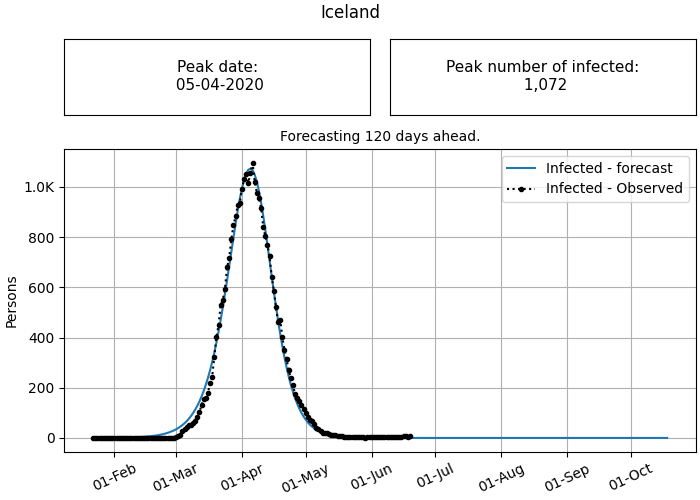 Iceland
Peak date:
05-04-2020
Peak number of infected:
1,072
Forecasting 120 days ahead.
Infected - forecast
Infected - Observed
Persons
1.0K
800
600
400
200
0
01-Feb
01-Mar
01-Apr
01-May
01-Jun
01-Jul
01-Aug
01-Sep
01-Oct